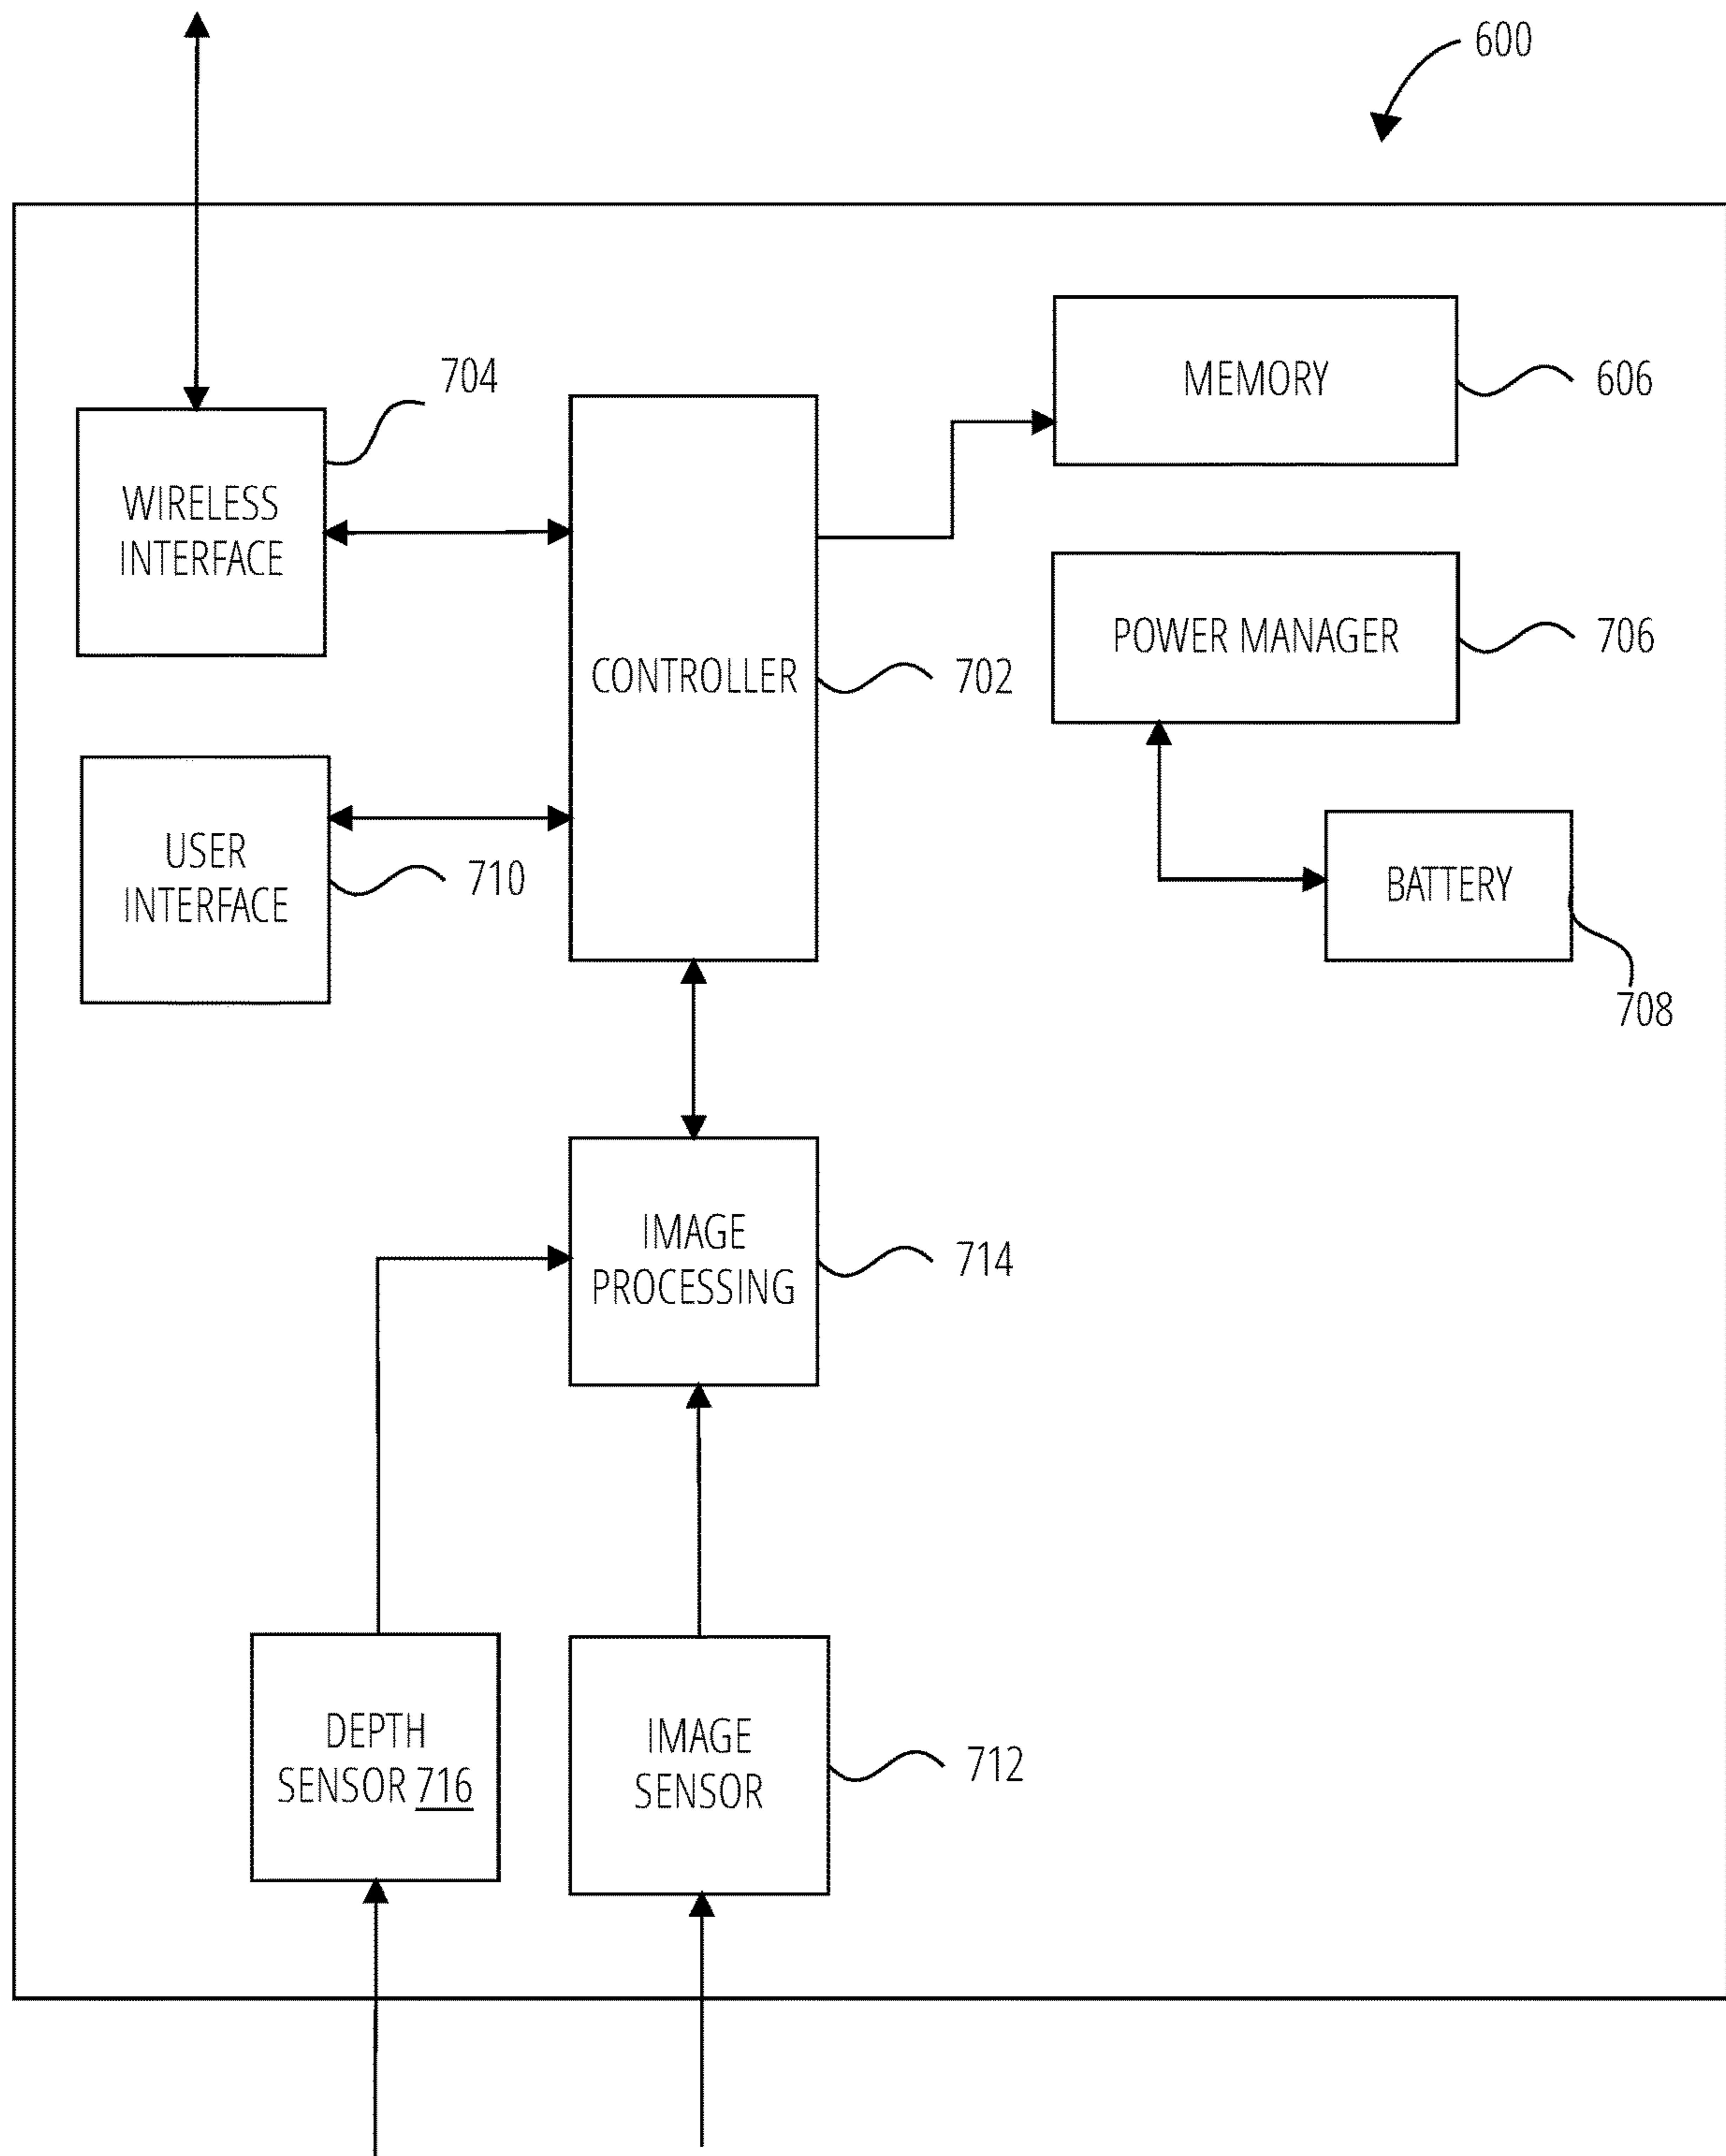 600
MEMORY
606
704
WIRELESS
INTERFACE
POWER MANAGER
706
CONTROLLER
702
USER
INTERFACE
710
BATTERY
708
IMAGE
PROCESSING
714
DEPTH
SENSOR 716
IMAGE
SENSOR
712